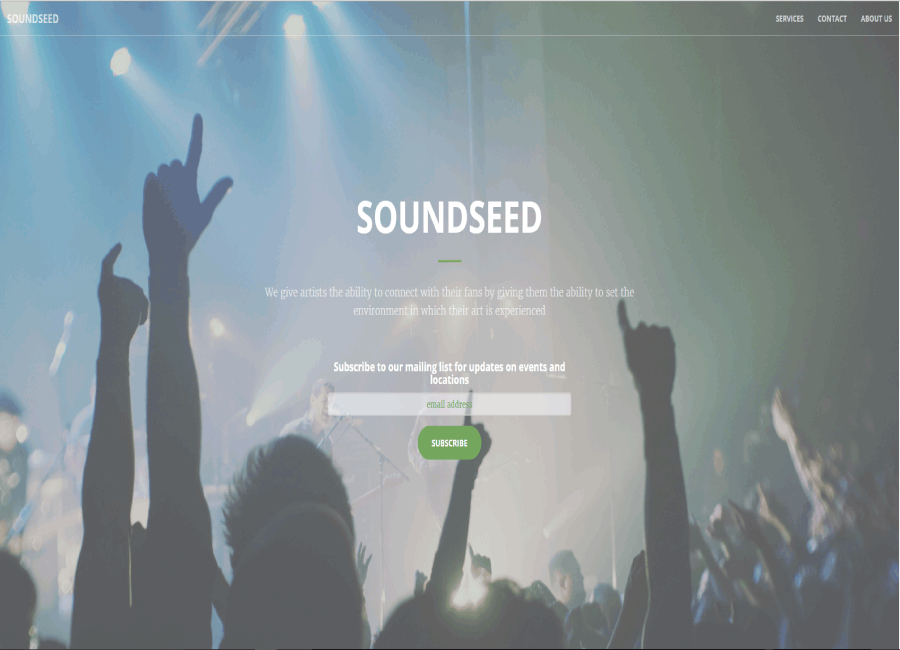 SOUNDSEED
SERVICES CONTACT ABOUT US
SOUNDSEED
We give artists the ability to connect with their fans by giving them the ability to set the
environment in which their art is experienced .
Subscribe to our mailing list for updates on events and
locations
email address
SUBSCRIBE